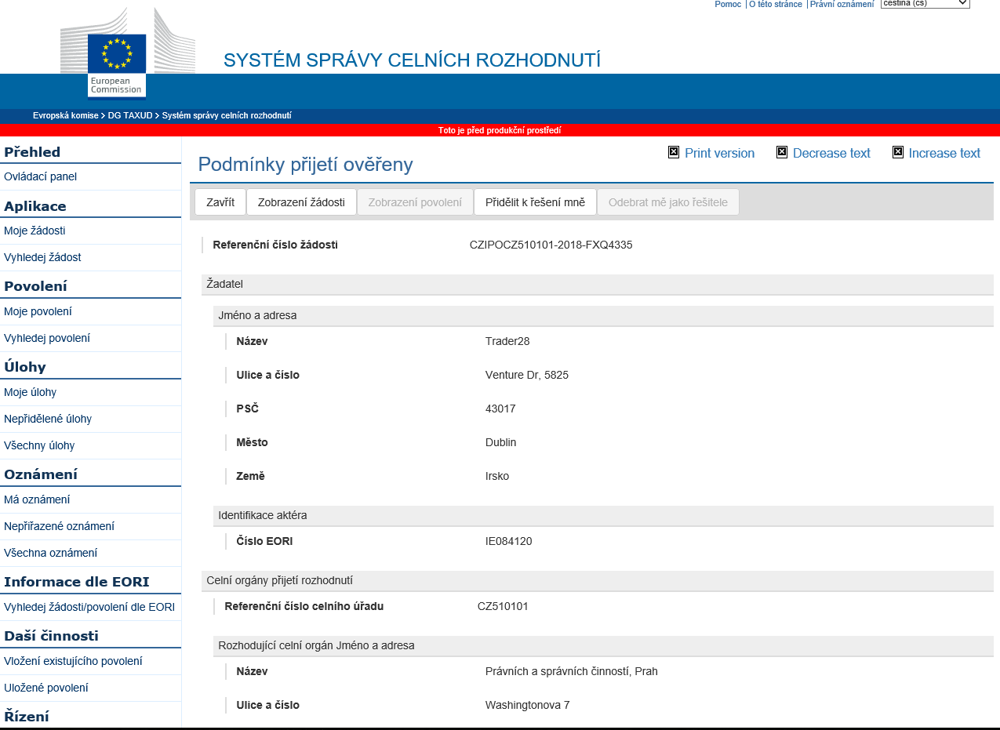 Pomoc | O této stránce | Právní oznámení čeština (cs)
SYSTÉM SPRÁVY CELNÍCH ROZHODNUTÍ
European
Commission
Evropská komise > DG TAXUD > Systém správy celních rozhodnutí
Toto je před produkční prostředí
Přehled
Ovládací panel
Aplikace
Moje žádosti
Vyhledej žádost
Povolení
Moje povolení
Vyhledej povolení
Úlohy
Moje úlohy
Nepřidělené úlohy
Všechny úlohy
Oznámení
Má oznámení
Nepřiřazené oznámení
Všechna oznámení
Informace dle EORI
Vyhledej žádosti/povolení dle EORI
Daší činnosti
Vložení existujícího povolení
Uložené povolení
Řízení
Print version Decrease text Increase text
Podmínky přijetí ověřeny
Zavřít Zobrazení žádosti Zobrazení povolení Přidělit k řešení mně Odebrat mě jako řešitele
Referenční číslo žádosti CZIPOCZ510101-2018-FXQ4335
Žadatel
Jméno a adresa
Název Trader28
Ulice a číslo Venture Dr, 5825
PSČ 43017
Město Dublin
Země Irsko
Identifikace aktéra
Číslo EORI IE084120
Celní orgány přijetí rozhodnutí
Referenční číslo celního úřadu CZ510101
Rozhodující celní orgán Jméno a adresa
Název Právních a správních činností, Prah
Ulice a číslo Washingtonova 7